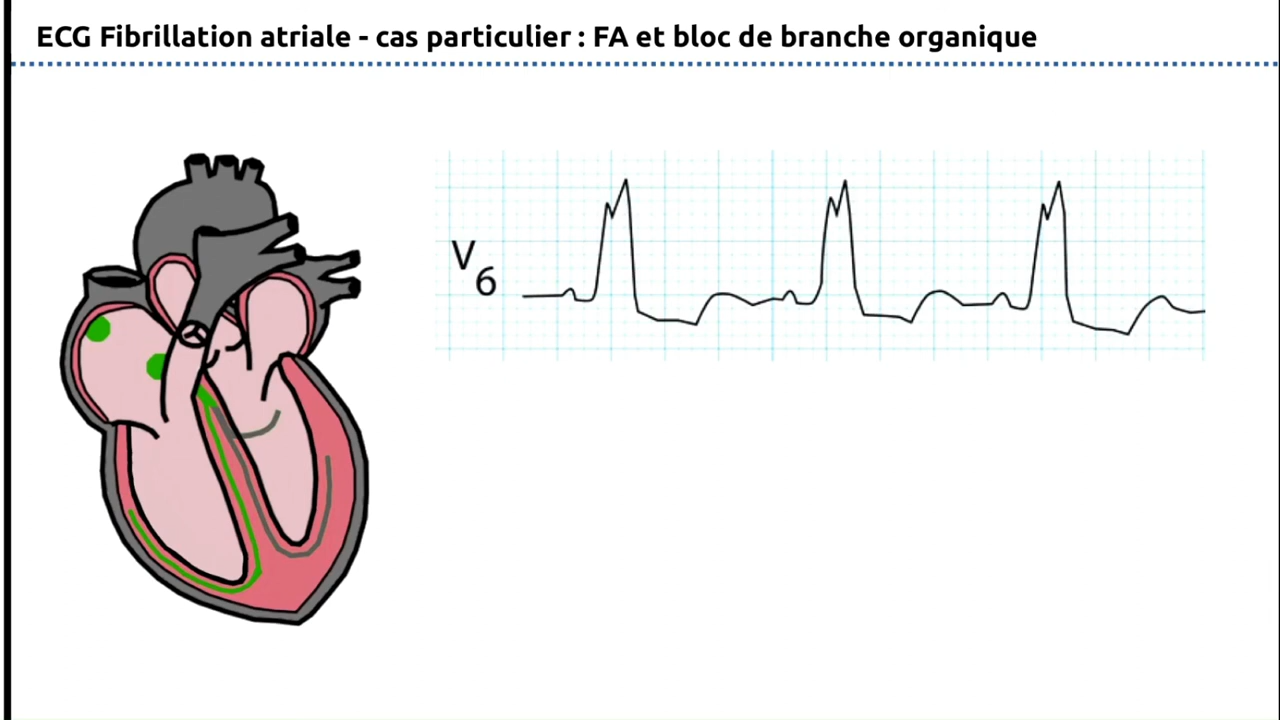 ECG Fibrillation atriale - cas particulier : FA et bloc de branche organique
V6